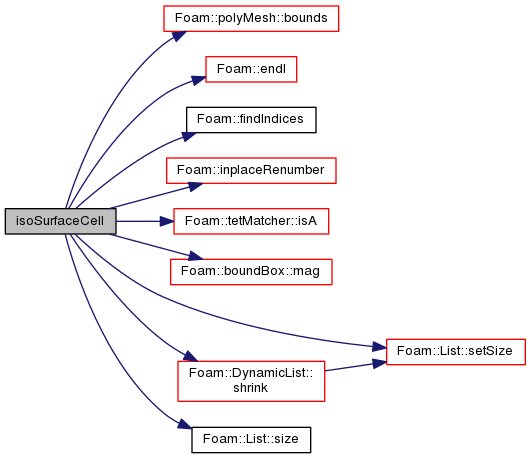 Foam::polyMesh::bounds
Foam::endl
Foam::findIndices
Foam::inplaceRenumber
isoSurfaceCell
Foam::tetMatcher::isA
Foam::boundBox::mag
Foam::List::setSize
Foam::DynamicList::
shrink
Foam::List::size